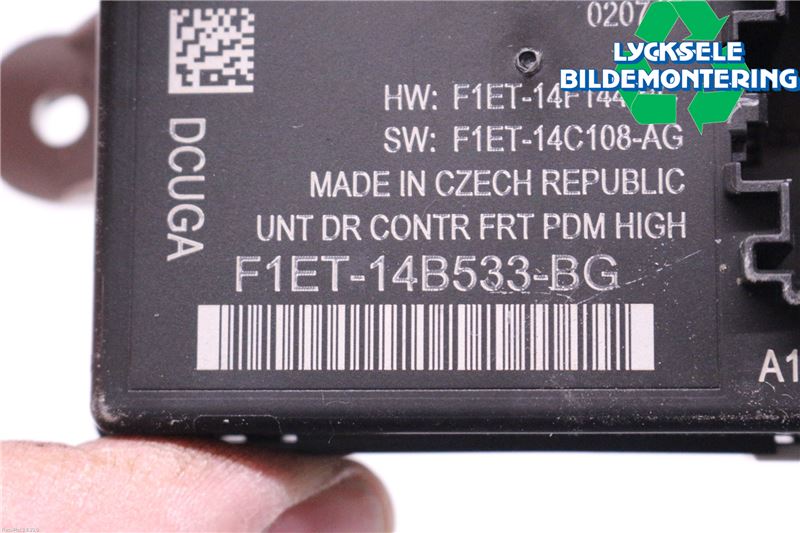 0207
LYCKSELE
BILDEMONTERING
HW: F1ET-14F144
SW: F1ET-14C108-AG
MADE IN CZECH REPUBLIC
UNT DR CONTR FRT PDM HIGH
F1ET-14B533-BG
DCUGA
A1